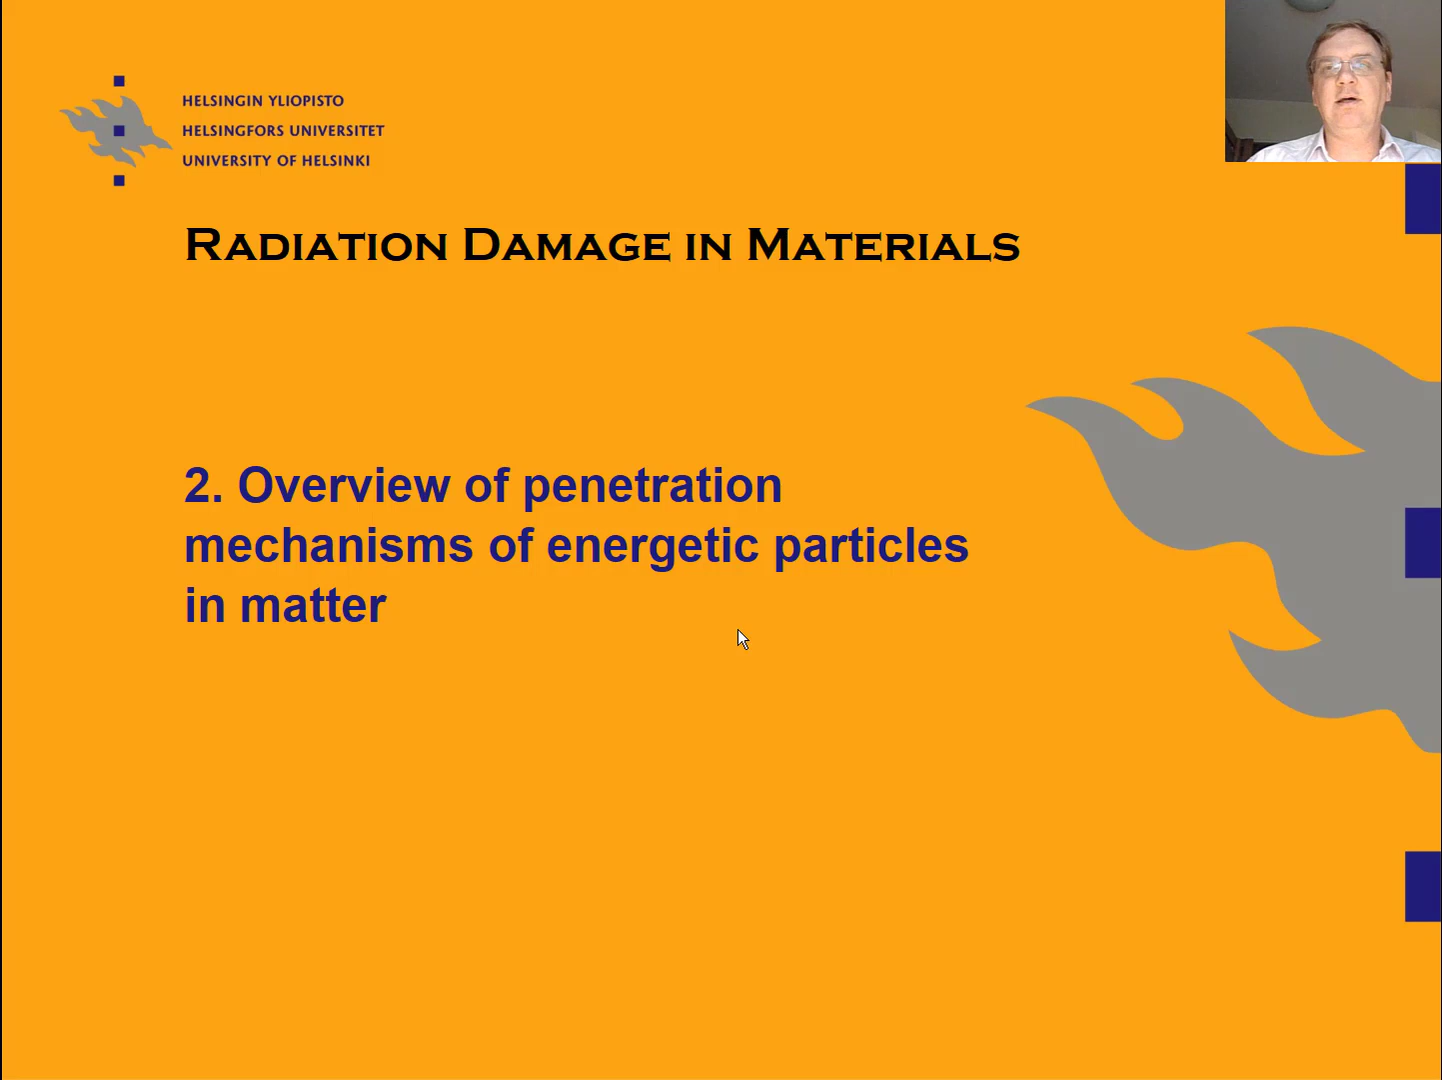 HELSINGIN YLIOPISTO
HELSINGFORS UNIVERSITET
UNIVERSITY OF HELSINKI
RADIATION DAMAGE IN MATERIALS
2. Overview of penetration
mechanisms of energetic particles
in matter